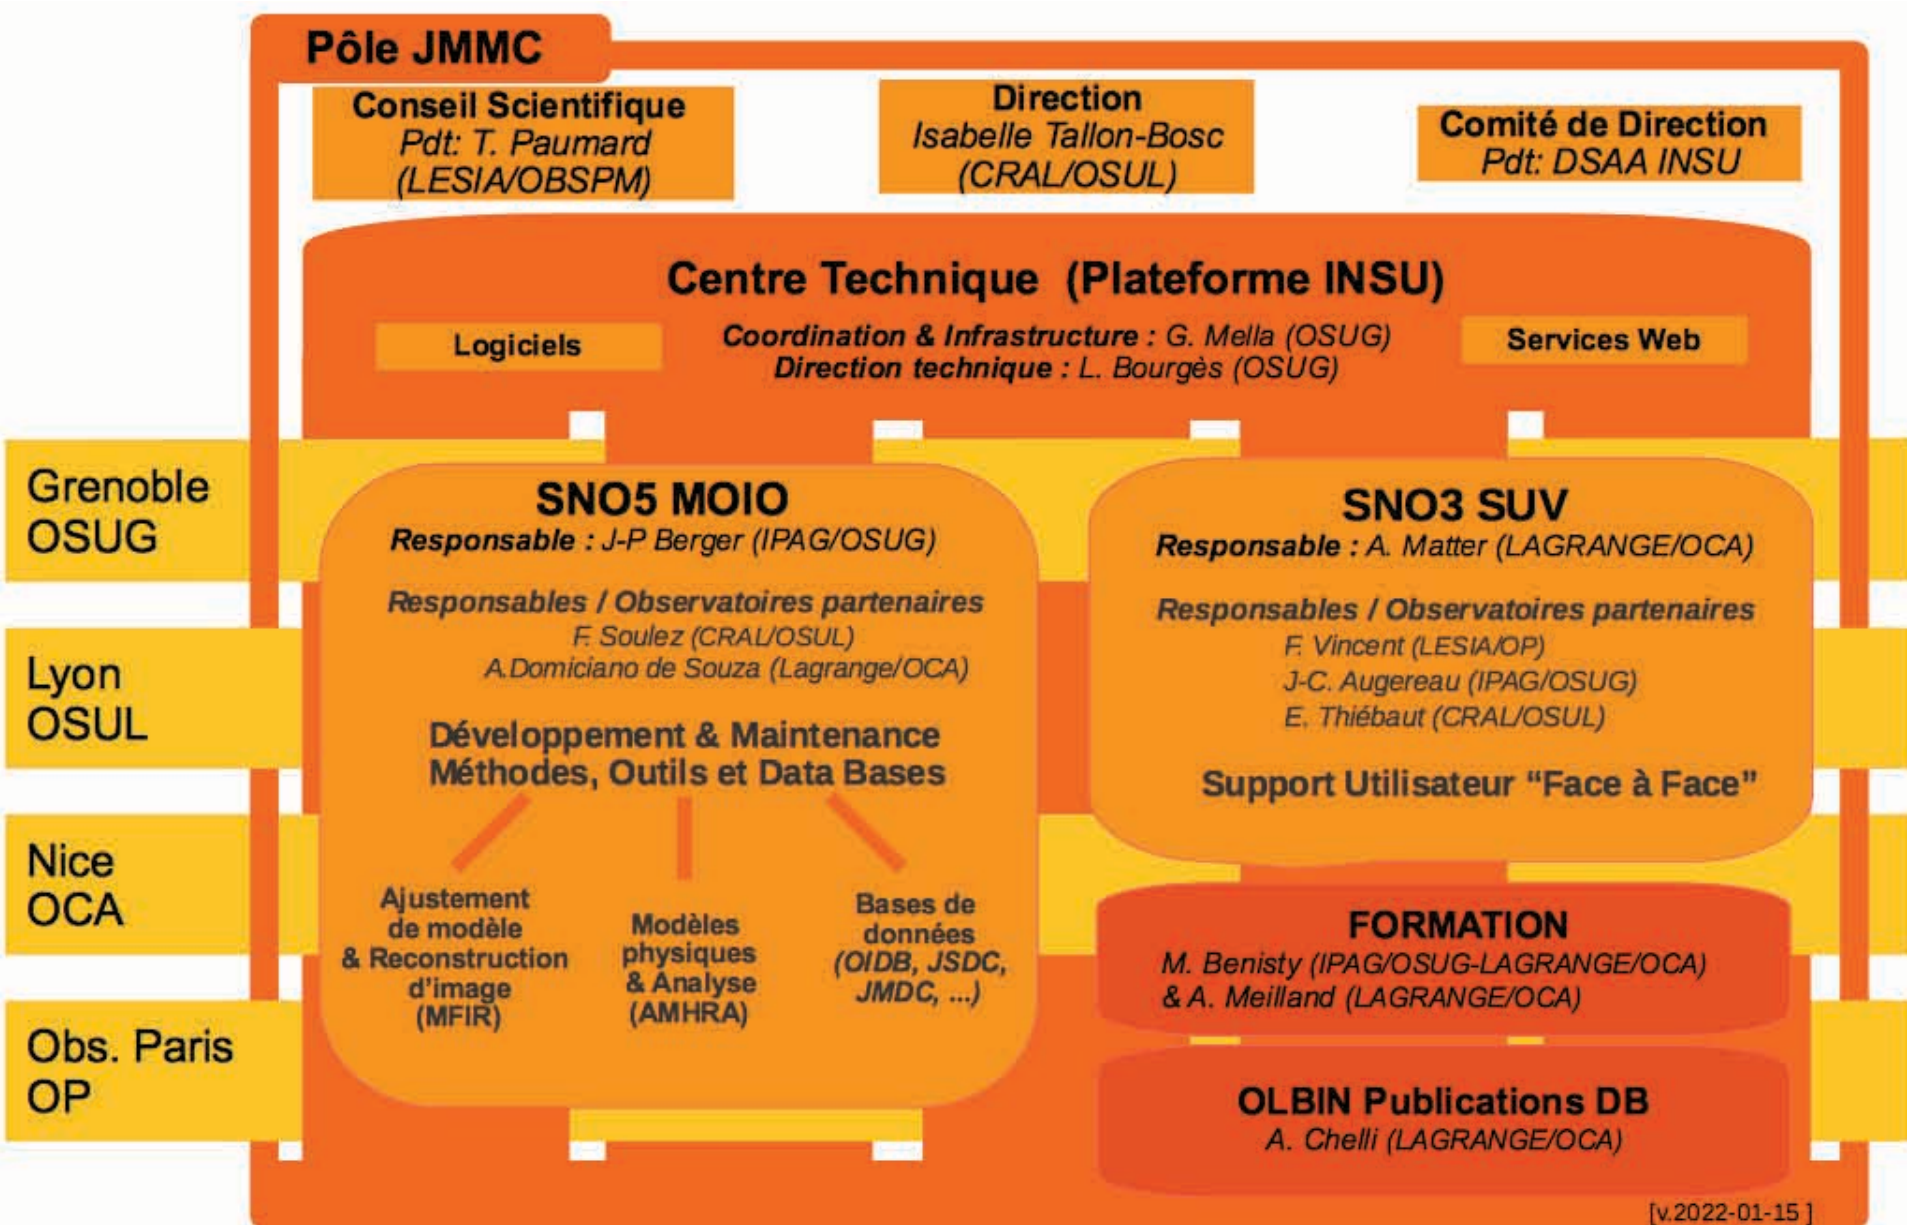 Pôle JMMC
Conseil Scientifique
Pdt: T. Paumard
(LESIA/OBSPM)
Direction
Isabelle Tallon-Bosc
(CRAL/OSUL)
Comité de Direction
Pdt: DSAA INSU
Centre Technique (Plateforme INSU)
Logiciels
Coordination & Infrastructure : G. Mella (OSUG)
Direction technique : L. Bourgès (OSUG)
Services Web
Grenoble
OSUG
Lyon
OSUL
Nice
OCA
Obs. Paris
OP
SNO5 MOIO
Responsable : J-P Berger (IPAG/OSUG)
Responsables / Observatoires partenaires
F. Soulez (CRAL/OSUL)
A.Domiciano de Souza (Lagrange/OCA)
Développement & Maintenance
Méthodes, Outils et Data Bases
Ajustement
de modèle
& Reconstruction
d'image
(MFIR)
Modèles
physiques
& Analyse
(AMHRA)
Bases de
données
(OIDB, JSDC,
JMDC, ...)
SNO3 SUV
Responsable : A. Matter (LAGRANGE/OCA)
Responsables / Observatoires partenaires
F. Vincent (LESIA/OP)
J-C. Augereau (IPAG/OSUG)
E. Thiébaut (CRAL/OSUL)
Support Utilisateur “Face à Face”
FORMATION
M. Benisty (IPAG/OSUG-LAGRANGE/OCA)
& A. Meilland (LAGRANGE/OCA)
OLBIN Publications DB
A. Chelli (LAGRANGE/OCA)
[v.2022-01-15 ]